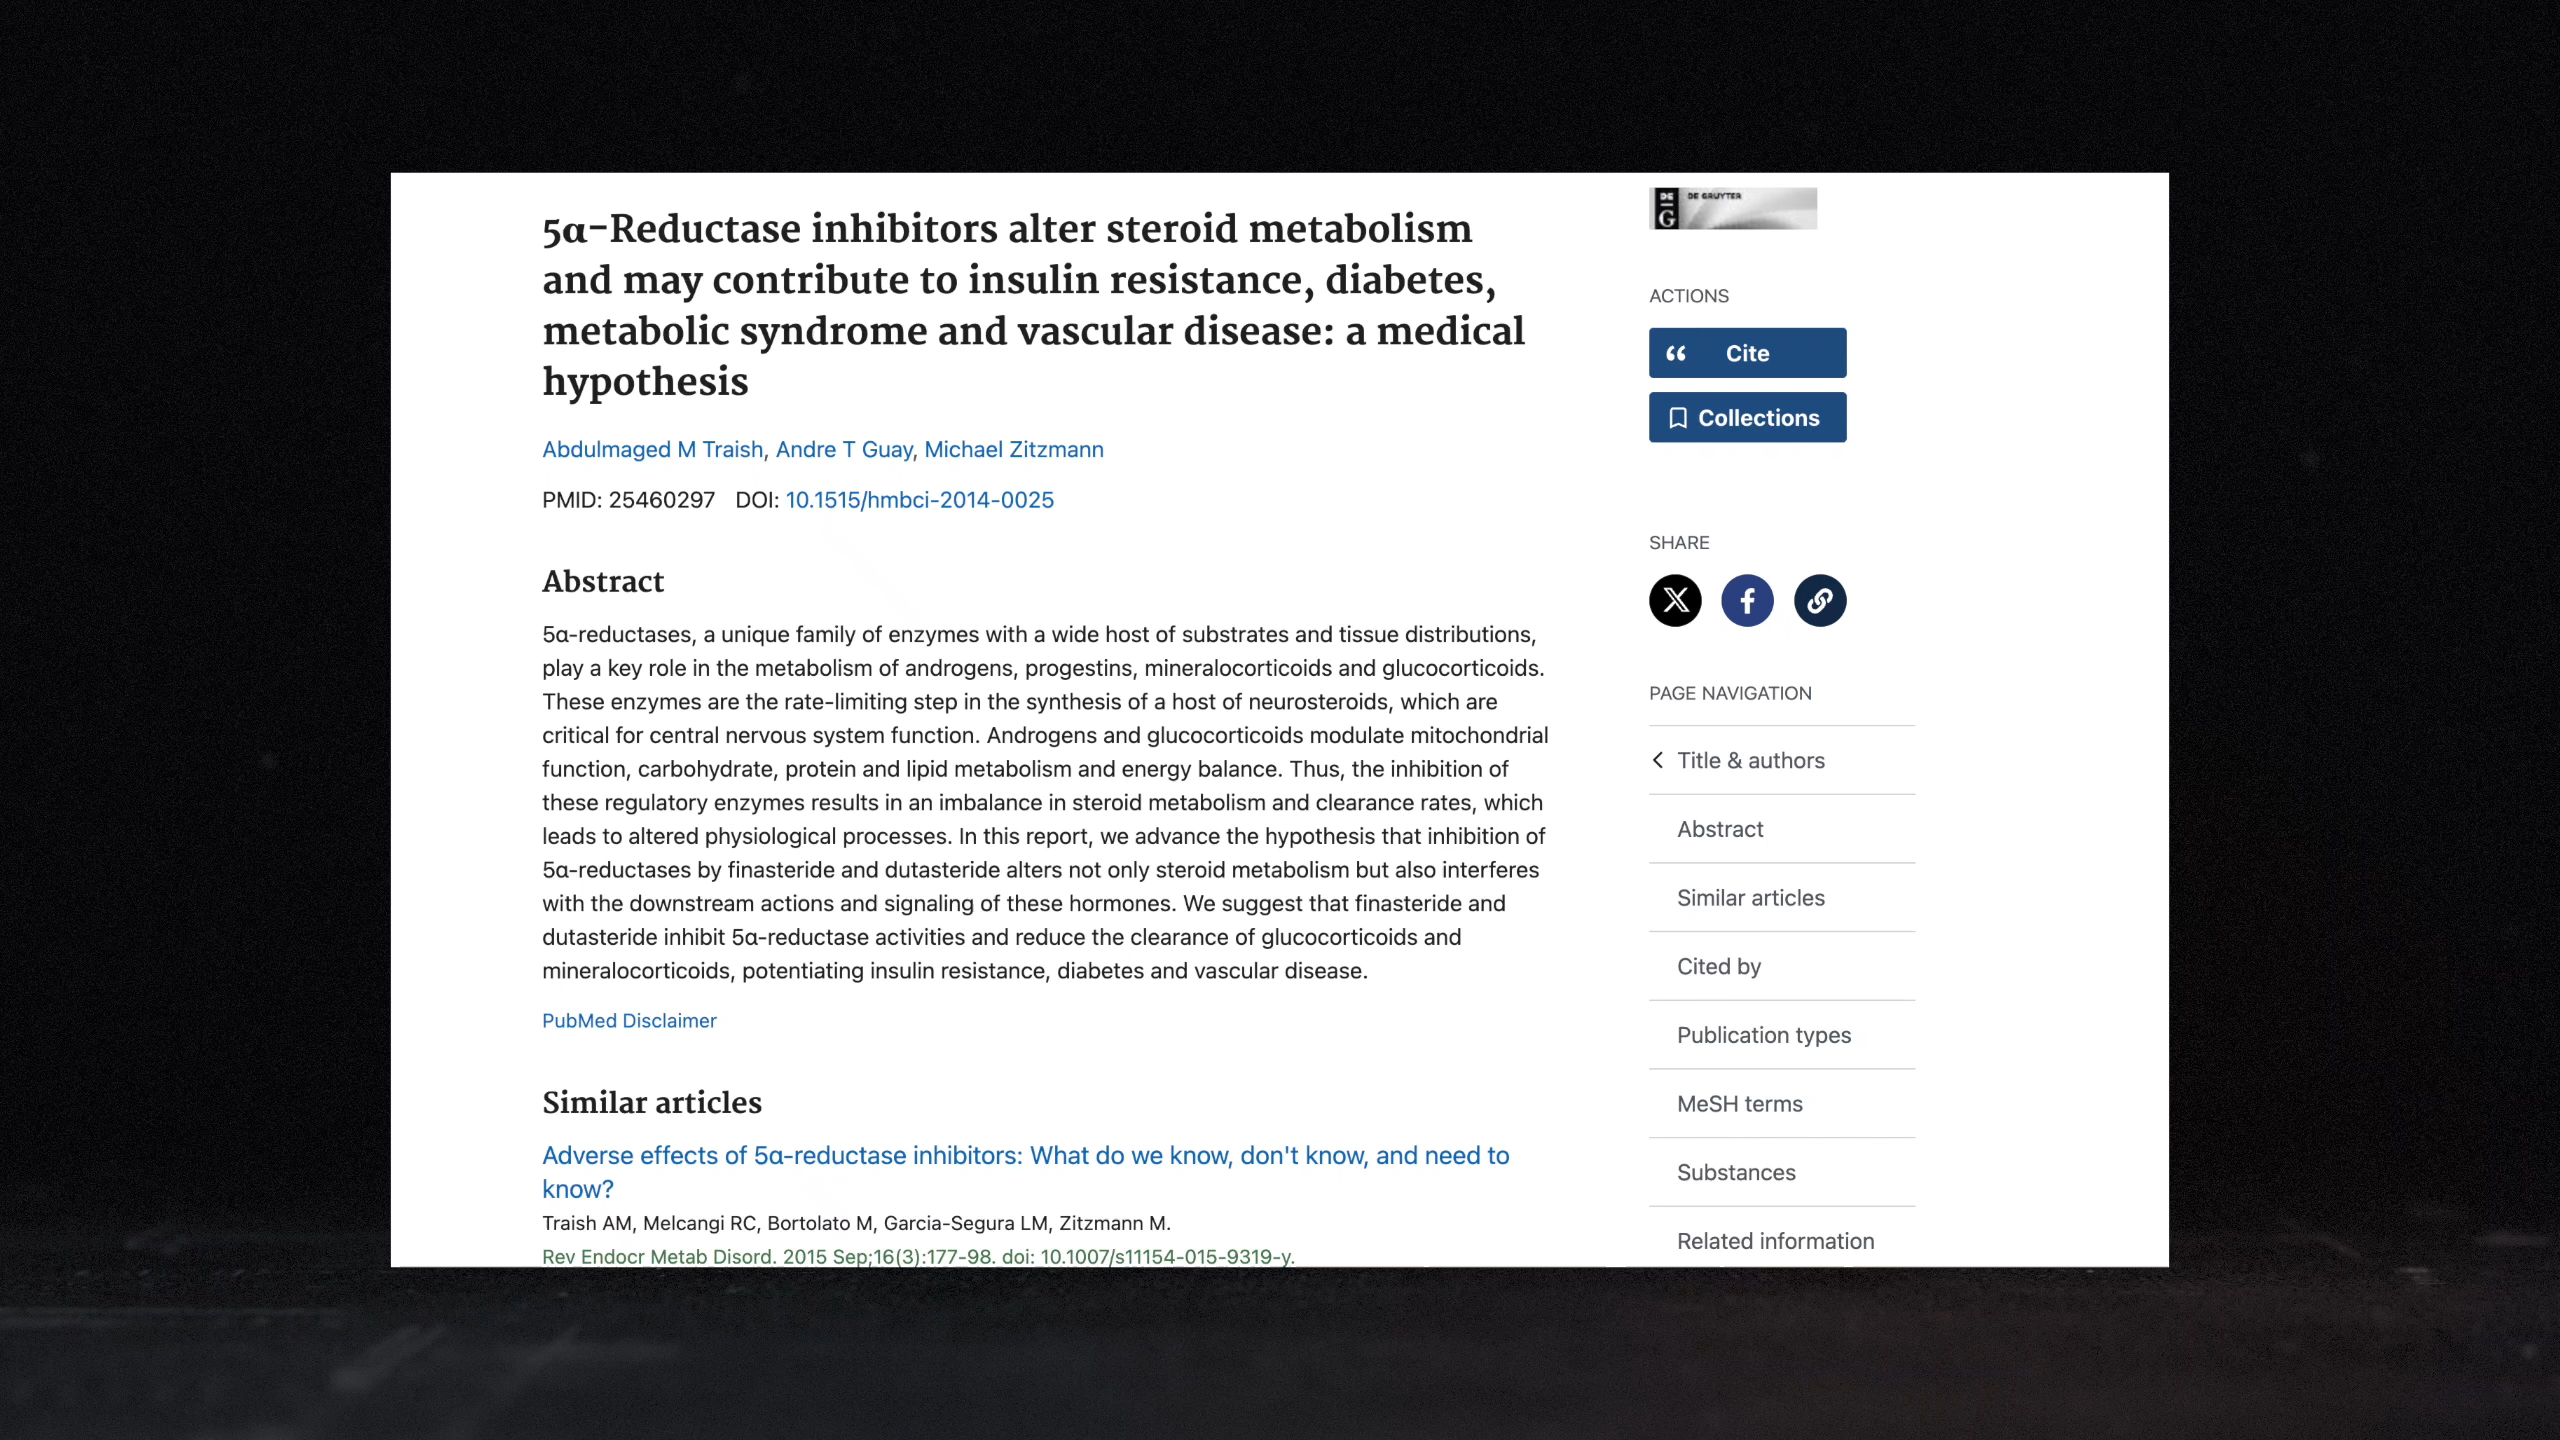 5α-Reductase inhibitors alter steroid metabolism
and may contribute to insulin resistance, diabetes,
metabolic syndrome and vascular disease: a medical
hypothesis
Abdulmaged M Traish, Andre T Guay, Michael Zitzmann
PMID: 25460297 DOI: 10.1515/hmbci-2014-0025
Abstract
5α-reductases, a unique family of enzymes with a wide host of substrates and tissue distributions,
play a key role in the metabolism of androgens, progestins, mineralocorticoids and glucocorticoids.
These enzymes are the rate-limiting step in the synthesis of a host of neurosteroids, which are
critical for central nervous system function. Androgens and glucocorticoids modulate mitochondrial
function, carbohydrate, protein and lipid metabolism and energy balance. Thus, the inhibition of
these regulatory enzymes results in an imbalance in steroid metabolism and clearance rates, which
leads to altered physiological processes. In this report, we advance the hypothesis that inhibition of
5α-reductases by finasteride and dutasteride alters not only steroid metabolism but also interferes
with the downstream actions and signaling of these hormones. We suggest that finasteride and
dutasteride inhibit 5α-reductase activities and reduce the clearance of glucocorticoids and
mineralocorticoids, potentiating insulin resistance, diabetes and vascular disease.
PubMed Disclaimer
Similar articles
Adverse effects of 5α-reductase inhibitors: What do we know, don't know, and need to
know?
Traish AM, Melcangi RC, Bortolato M, Garcia-Segura LM, Zitzmann M.
Rev Endocr Metab Disord. 2015 Sep;16(3):177-98. doi: 10.1007/s11154-015-9319-y.
DE
G
DE GRUYTER
ACTIONS
Cite
Collections
SHARE
PAGE NAVIGATION
Title & authors
Abstract
Similar articles
Cited by
Publication types
MeSH terms
Substances
Related information